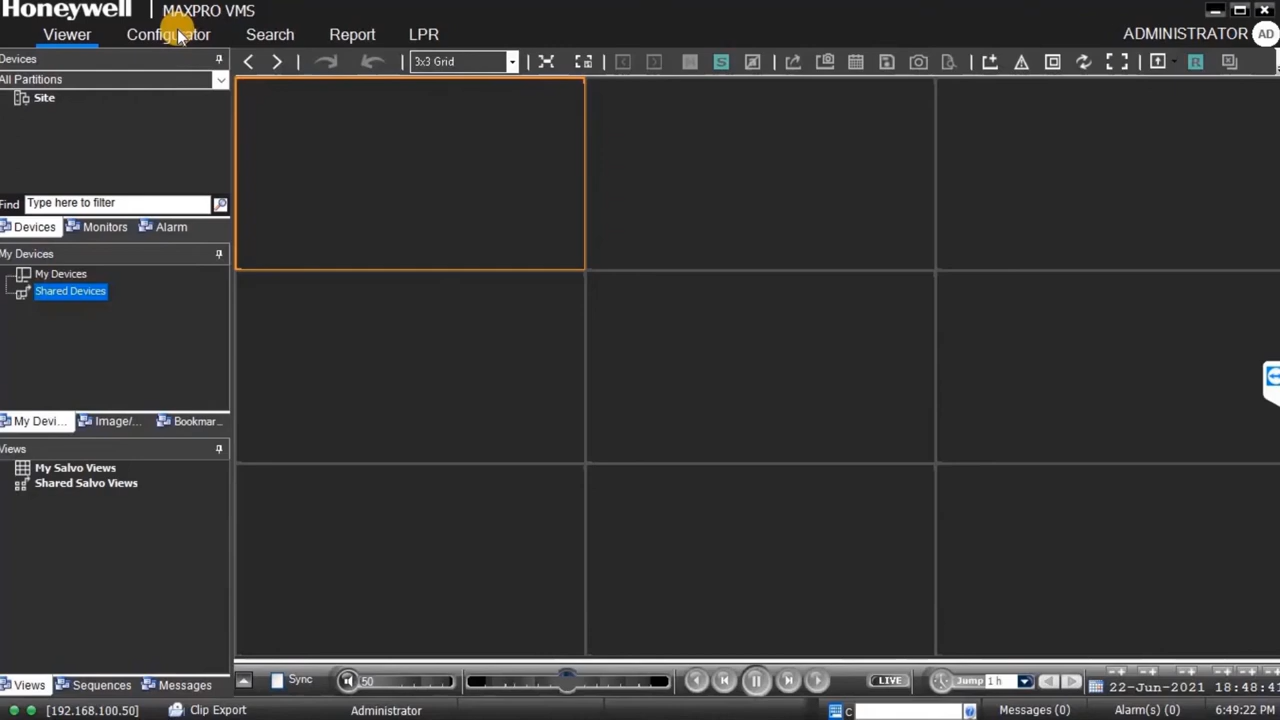 Honeywell | MAXPRO VMS
Viewer Configurator Search Report LPR ADMINISTRATOR AD
Devices
All Partitions
3x3 Grid
S
R
Site
Find Type here to filter
Devices Monitors Alarm
My Devices
My Devices
Shared Devices
My Devi... Image/... Bookmar...
Views
My Salvo Views
Shared Salvo Views
Views Sequences Messages
Sync 50 LIVE Jump 1 h 22-Jun-2021 18:48:4
[192.168.100.50] Clip Export Administrator C Messages (0) Alarm(s) (0) 6:49:22 PM